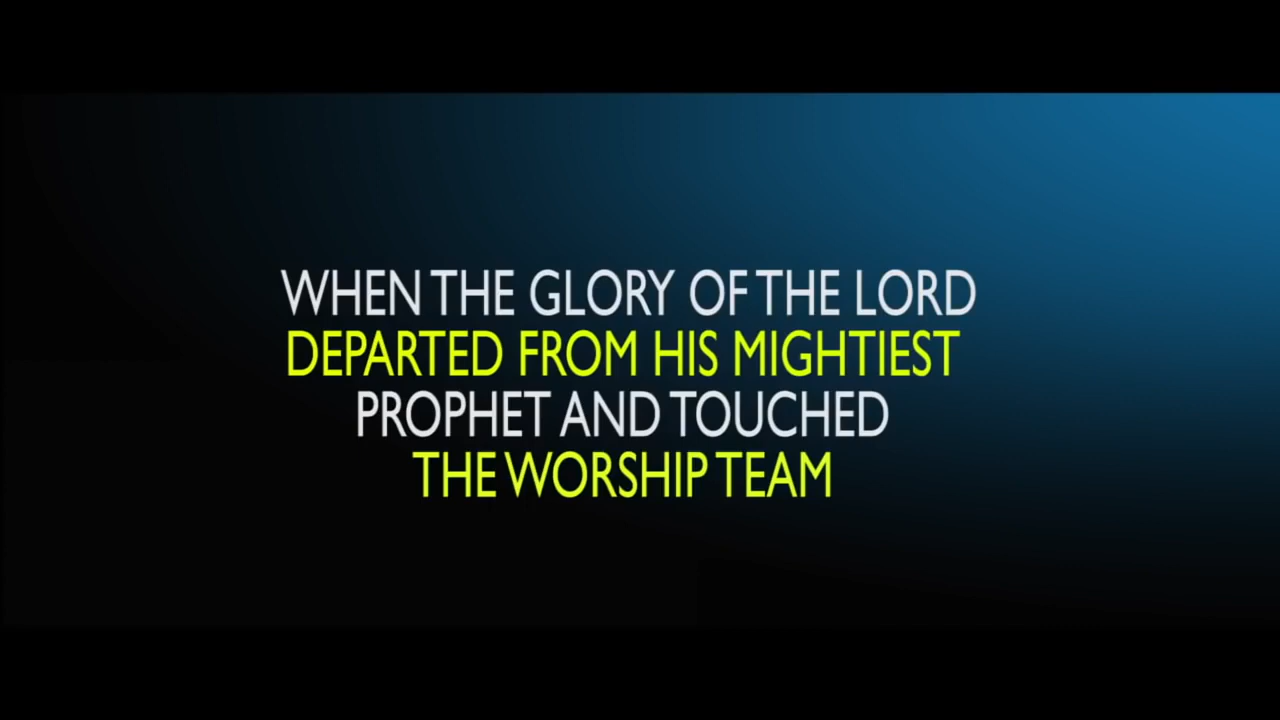 WHEN THE GLORY OF THE LORD
DEPARTED FROM HIS MIGHTIEST
PROPHET AND TOUCHED
THE WORSHIP TEAM